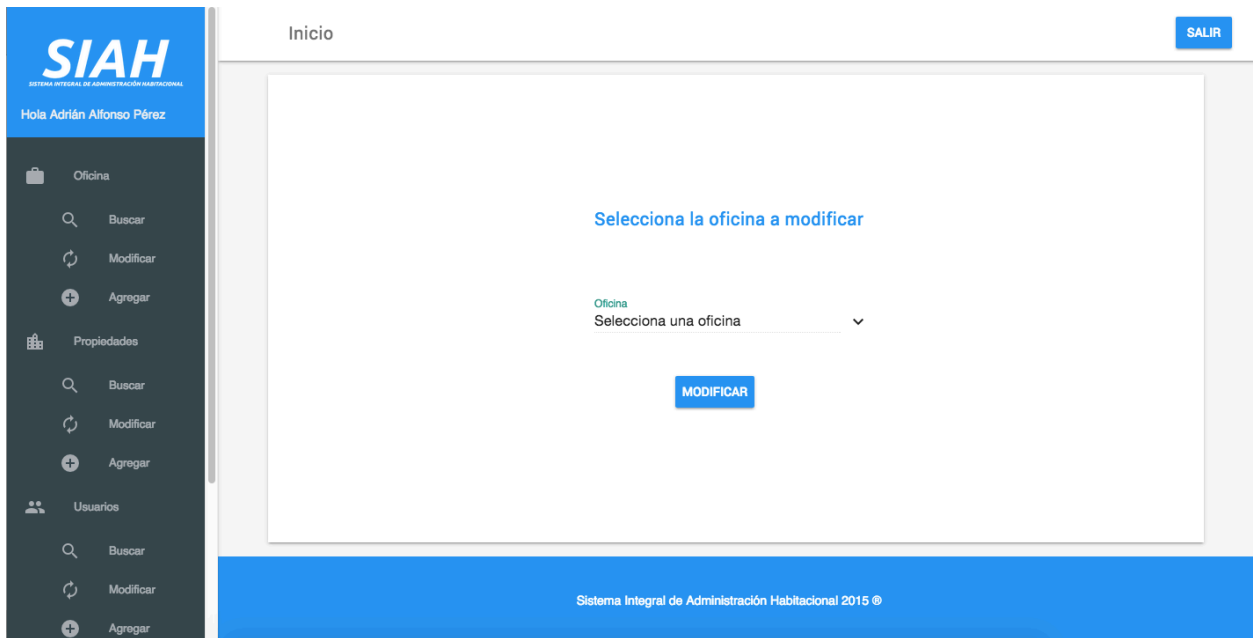 SIAH
SISTEMA INTEGRAL DE ADMINISTRACIÓN HABITACIONAL
Hola Adrián Alfonso Pérez
Oficina
Buscar
Modificar
Agregar
Propiedades
Buscar
Modificar
Agregar
Usuarios
Buscar
Modificar
Agregar
Inicio
SALIR
Selecciona la oficina a modificar
Oficina
Selecciona una oficina
MODIFICAR
Sistema Integral de Administración Habitacional 2015 ®